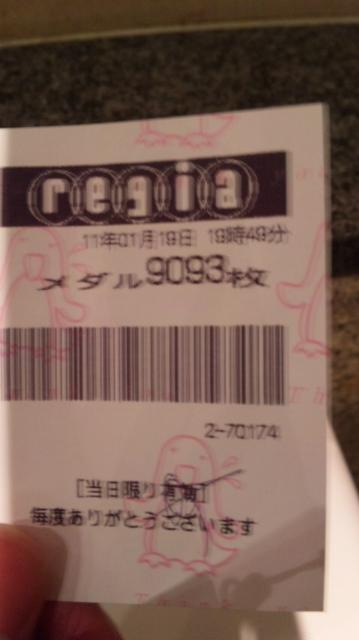 regia
11年01月19日 19時49分
メダル9093枚
2-70174
[当日限り有効]
毎度ありがとうございます